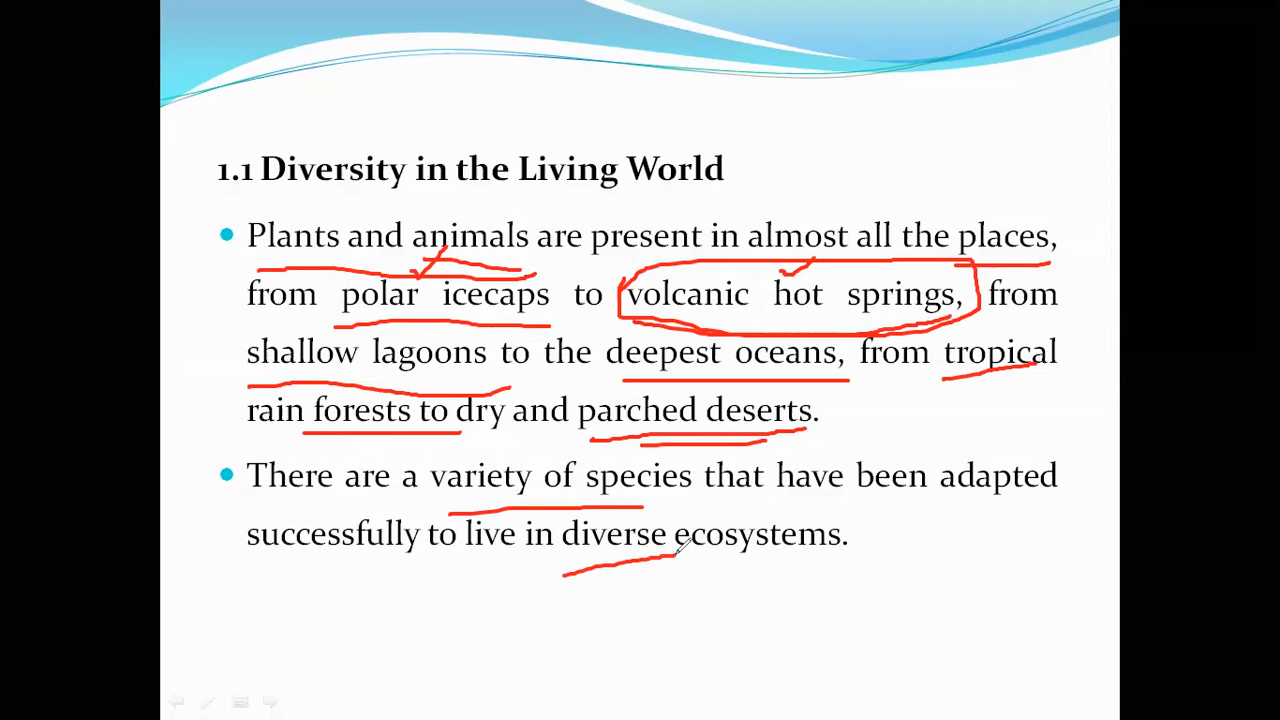 1.1 Diversity in the Living World
• Plants and animals are present in almost all the places,
from polar icecaps to volcanic hot springs, from
shallow lagoons to the deepest oceans, from tropical
rain forests to dry and parched deserts.
• There are a variety of species that have been adapted
successfully to live in diverse ecosystems.